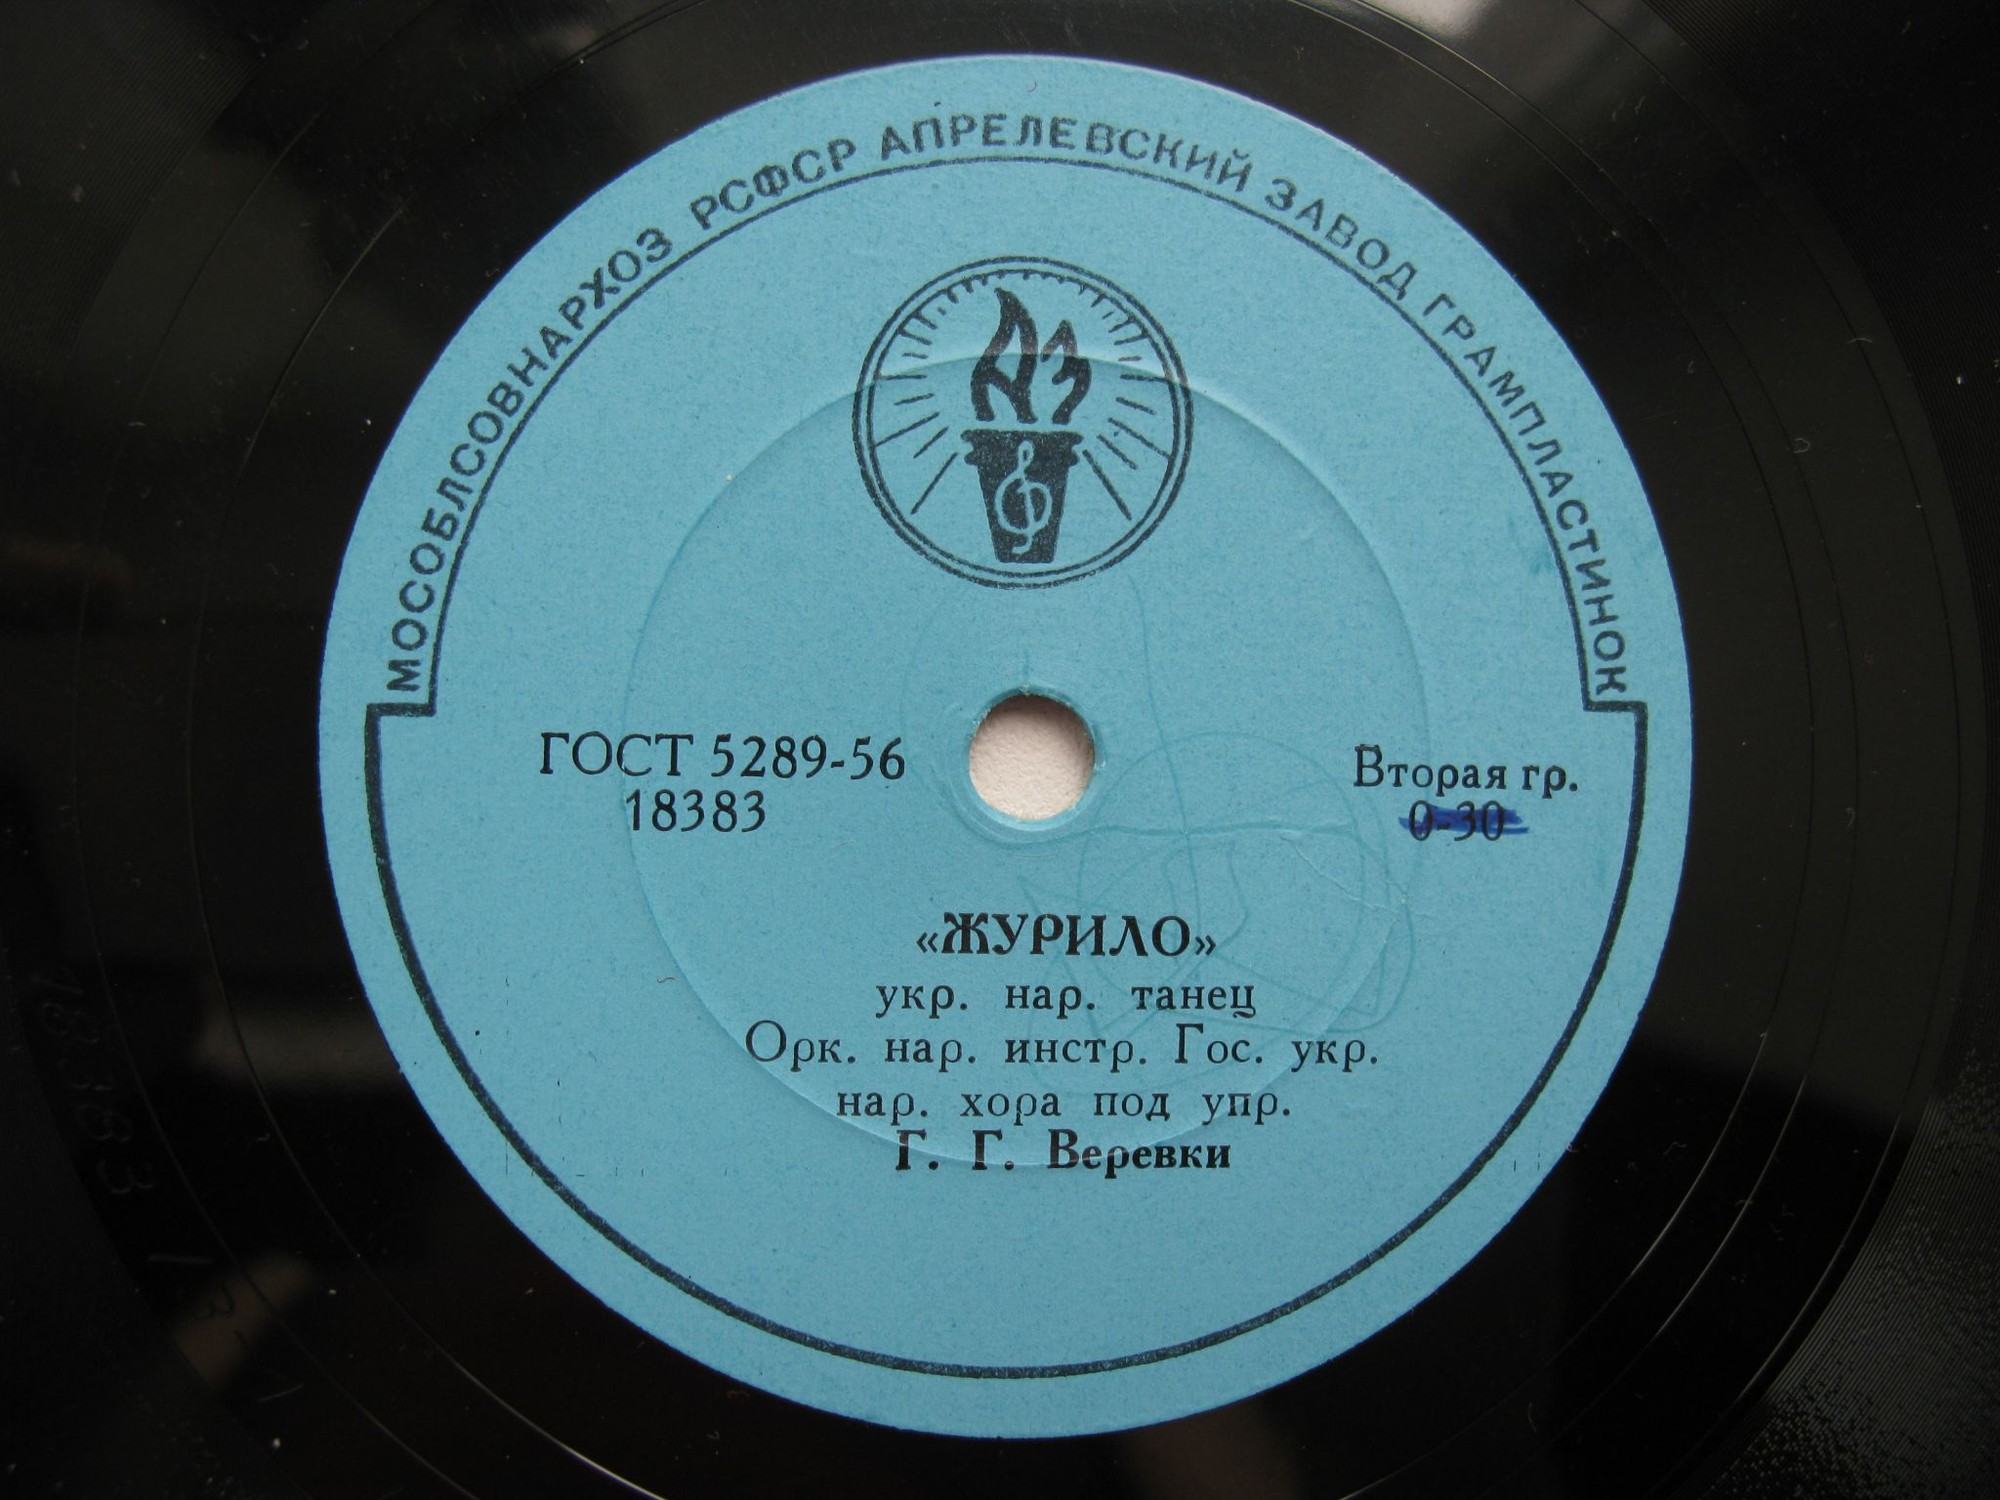 МОСОБЛСОВНАРХОЗ РСФСР АПРЕЛЕВСКИЙ ЗАВОД ГРАМПЛАСТИНОК
ГОСТ 5289-56
18383
Вторая гр.
0-30
«ЖУРИЛО»
укр. нар. танец
Орк. нар. инстр. Гос. укр.
нар. хора под упр.
Г. Г. Веревки
18383